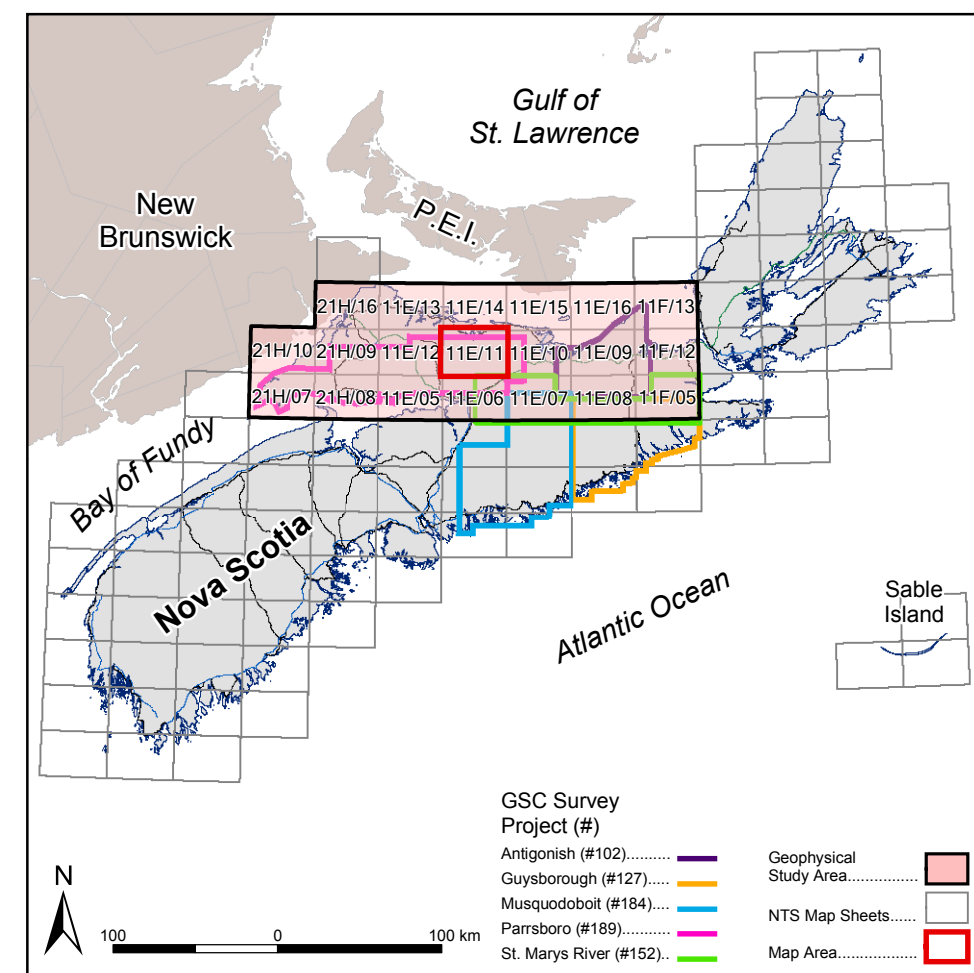 Gulf of
St. Lawrence
New
Brunswick
P.E.I.
21H/16 11E/13 11E/14 11E/15 11E/16 11F/13
21H/10 21H/09 11E/12 11E/11 11E/10 11E/09 11F/12
21H/07 21H/08 11E/05 11E/06 11E/07 11E/08 11F/05
Bay of Fundy
Nova Scotia
Atlantic Ocean
Sable
Island
GSC Survey
Project (#)
Antigonish (#102)..........
Guysborough (#127).....
Musquodoboit (#184)....
Parrsboro (#189)...........
St. Marys River (#152)..
Geophysical
Study Area................
NTS Map Sheets......
Map Area..................
N
100 0 100 km